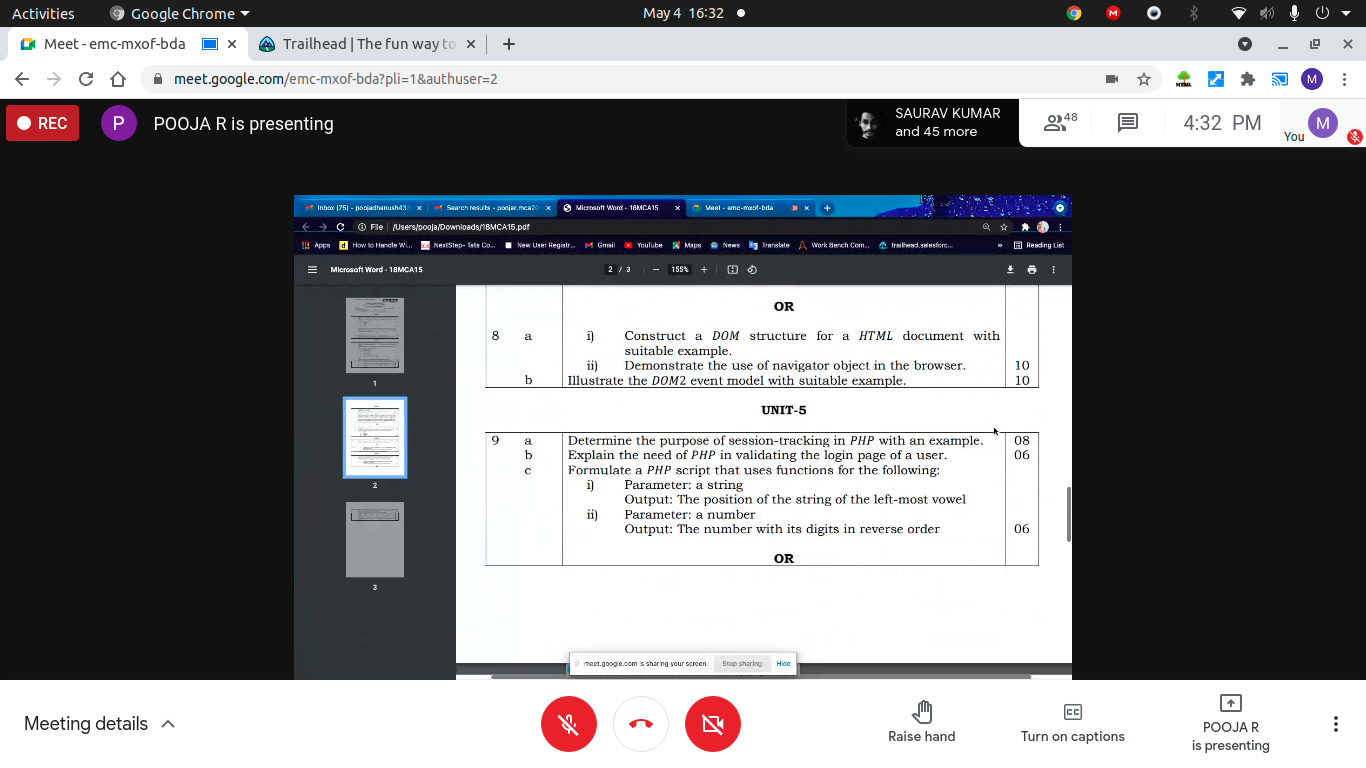 Activities
Google Chrome
May 4 16:32
Meet - emc-mxof-bda
Trailhead | The fun way to
meet.google.com/emc-mxof-bda?pli=1&authuser=2
HTML
M
REC
P
POOJA R is presenting
SAURAV KUMAR
and 45 more
48
4:32 PM
You
M
Inbox (75) - poojadhanush43
Search results - poojar.mca20
Microsoft Word - 18MCA15
Meet - emc-mxof-bda
File
/Users/pooja/Downloads/18MCA15.pdf
Apps
How to Handle Wi...
NextStep- Tata Co...
New User Registr...
Gmail
YouTube
Maps
News
Translate
Work Bench Com...
trailhead.salesforc...
»
Reading List
Microsoft Word - 18MCA15
2 / 3
155%
1
2
3
OR
8 a i) Construct a DOM structure for a HTML document with
suitable example.
ii) Demonstrate the use of navigator object in the browser. 10
b Illustrate the DOM2 event model with suitable example. 10
UNIT-5
9 a Determine the purpose of session-tracking in PHP with an example. 08
b Explain the need of PHP in validating the login page of a user. 06
c Formulate a PHP script that uses functions for the following:
i) Parameter: a string
Output: The position of the string of the left-most vowel
ii) Parameter: a number
Output: The number with its digits in reverse order 06
OR
meet.google.com is sharing your screen.
Stop sharing
Hide
Meeting details
Raise hand
CC
Turn on captions
POOJA R
is presenting